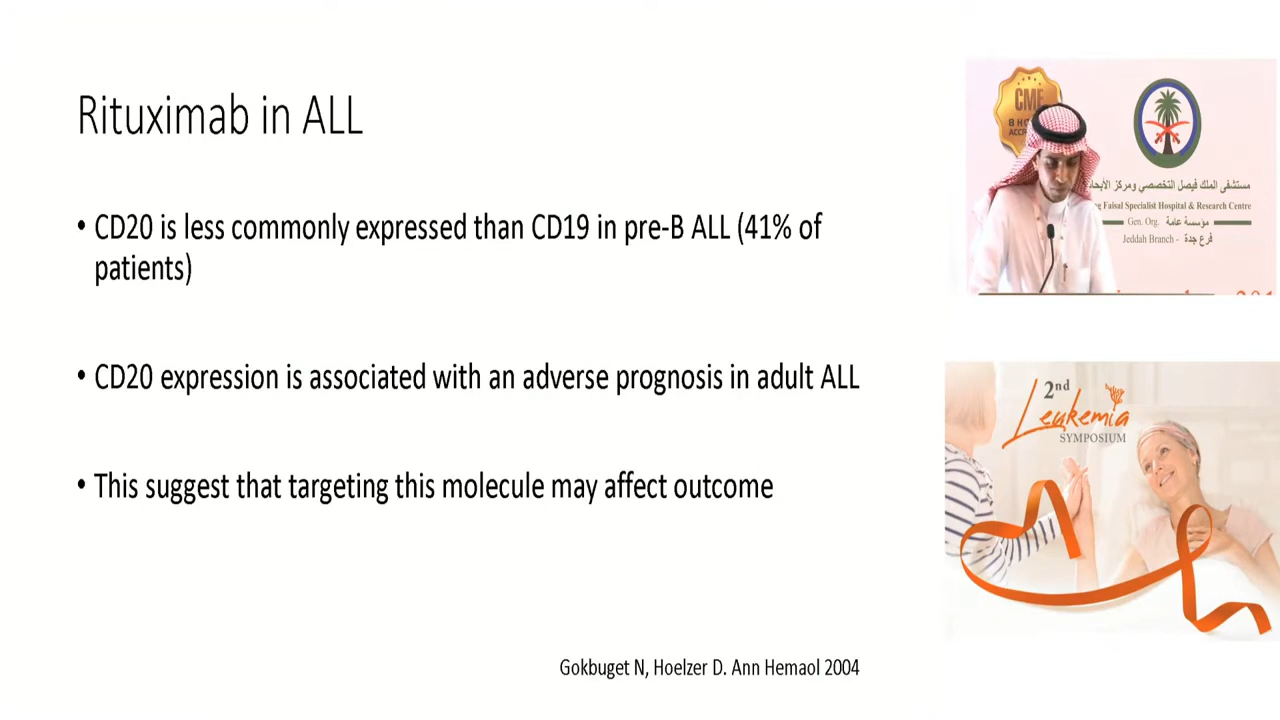 Rituximab in ALL
• CD20 is less commonly expressed than CD19 in pre-B ALL (41% of
patients)
• CD20 expression is associated with an adverse prognosis in adult ALL
• This suggest that targeting this molecule may affect outcome
Gokbuget N, Hoelzer D. Ann Hemaol 2004
CME
8
مستشفى الملك فيصل التخصصي ومركز الأبحاث
Faisal Specialist Hospital & Research Centre
Gen. Org. مؤسسة عامة
Jeddah Branch - فرع جدة
2nd
Leukemia
SYMPOSIUM